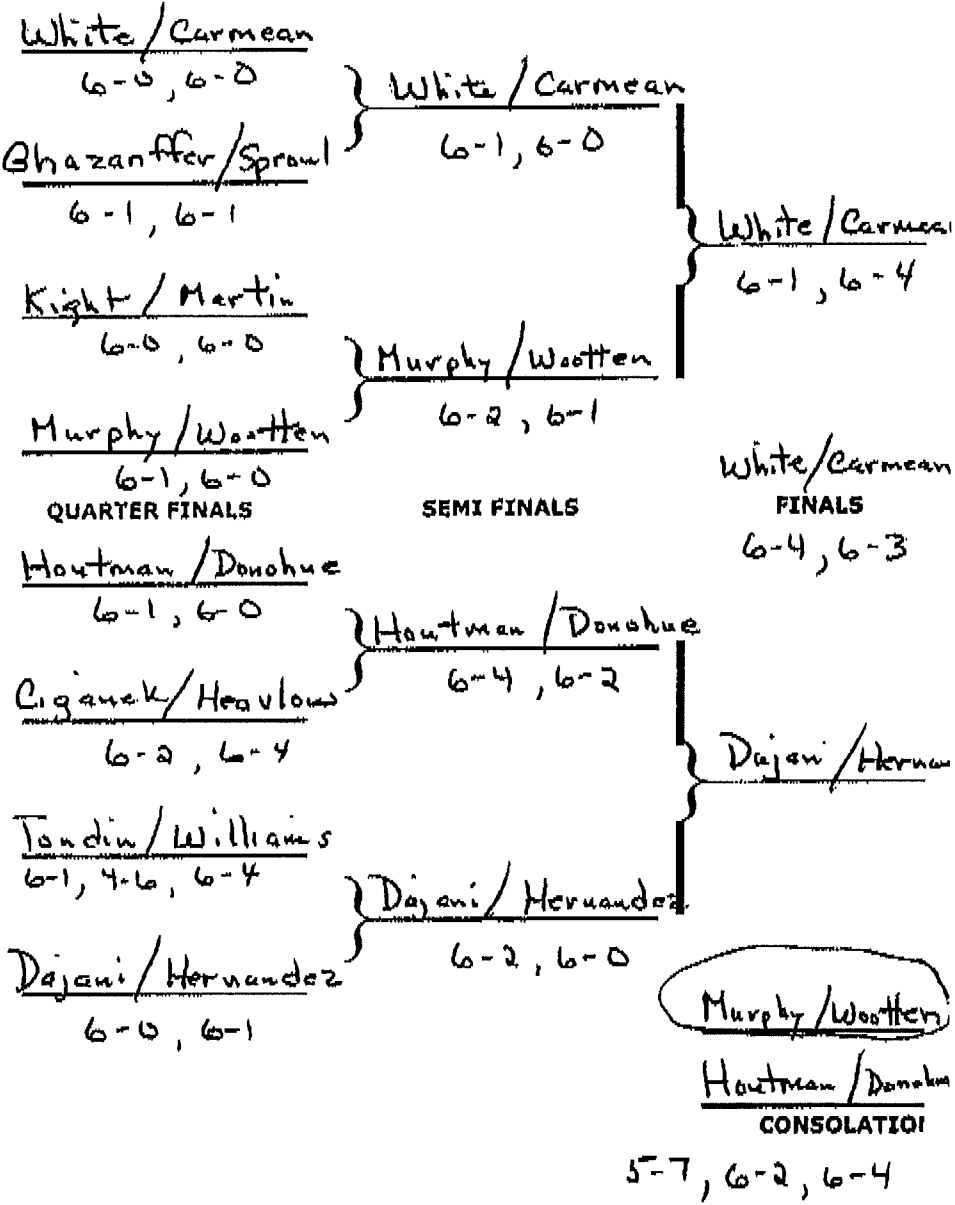 White / Carmean
6-0, 6-0
White / Carmean
6-1, 6-0
Ghazanffer / Sprowl
6-1, 6-1
White / Carmea
6-1, 6-4
Kight / Martin
6-0, 6-0
Murphy / Wootten
6-2, 6-1
Murphy / Wootten
6-1, 6-0
White / Carmean
QUARTER FINALS SEMI FINALS FINALS
6-4, 6-3
Houtman / Donohue
6-1, 6-0
Houtman / Donohue
6-4, 6-2
Ciganek / Heavlow
6-2, 6-4
Dajani / Herna
Tondin / Williams
6-1, 4-6, 6-4
Dajani / Hernandez
6-2, 6-0
Dajani / Hernandez
6-0, 6-1
Murphy / Wootten
Houtman / Donohu
CONSOLATIO
5-7, 6-2, 6-4